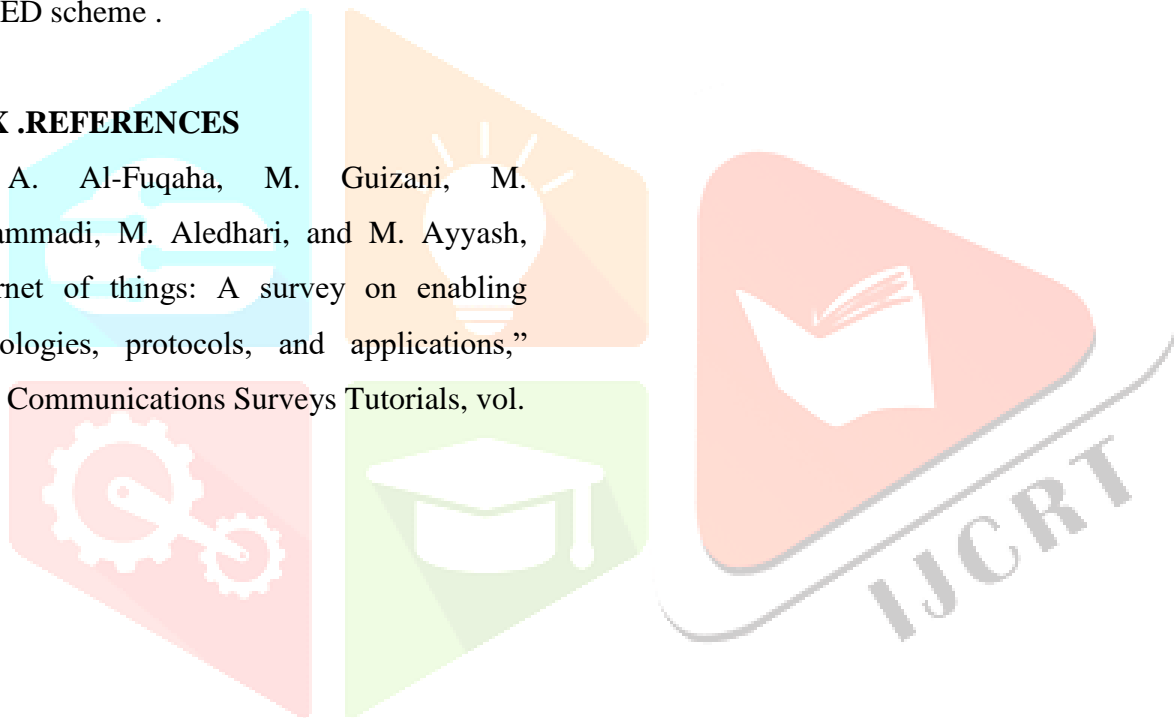 ED scheme .
X .REFERENCES
A. Al-Fuqaha, M. Guizani, M.
ammadi, M. Aledhari, and M. Ayyash,
rnet of things: A survey on enabling
ologies, protocols, and applications,”
Communications Surveys Tutorials, vol.
IJCRT